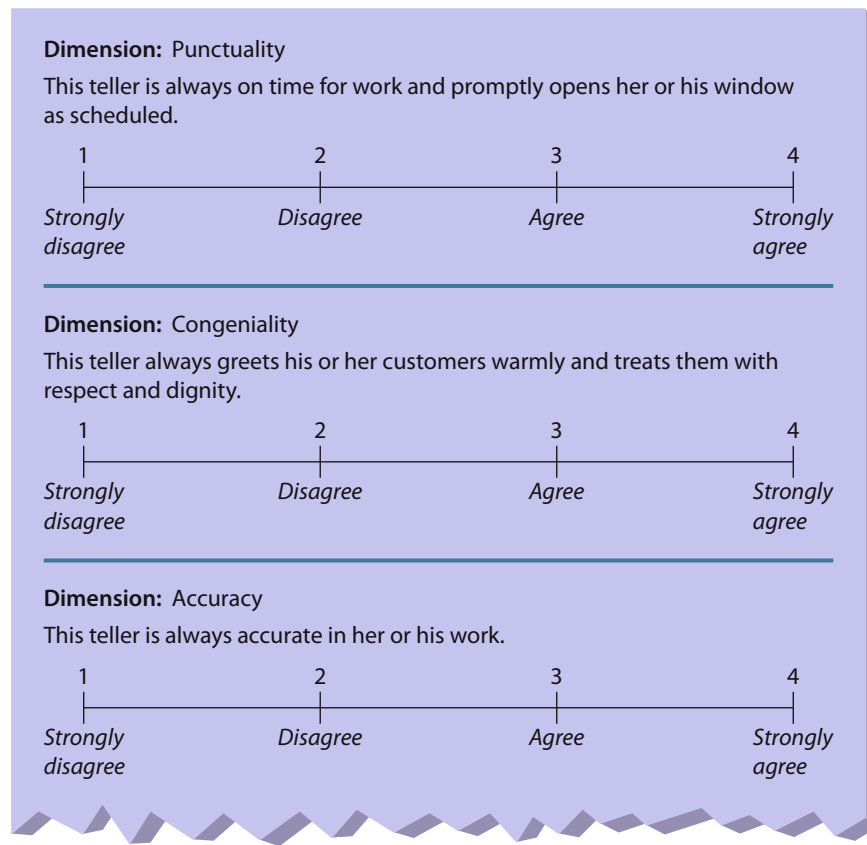 Dimension: Punctuality
This teller is always on time for work and promptly opens her or his window
as scheduled.
1 2 3 4
Strongly Disagree Agree Strongly
disagree agree
Dimension: Congeniality
This teller always greets his or her customers warmly and treats them with
respect and dignity.
1 2 3 4
Strongly Disagree Agree Strongly
disagree agree
Dimension: Accuracy
This teller is always accurate in her or his work.
1 2 3 4
Strongly Disagree Agree Strongly
disagree agree